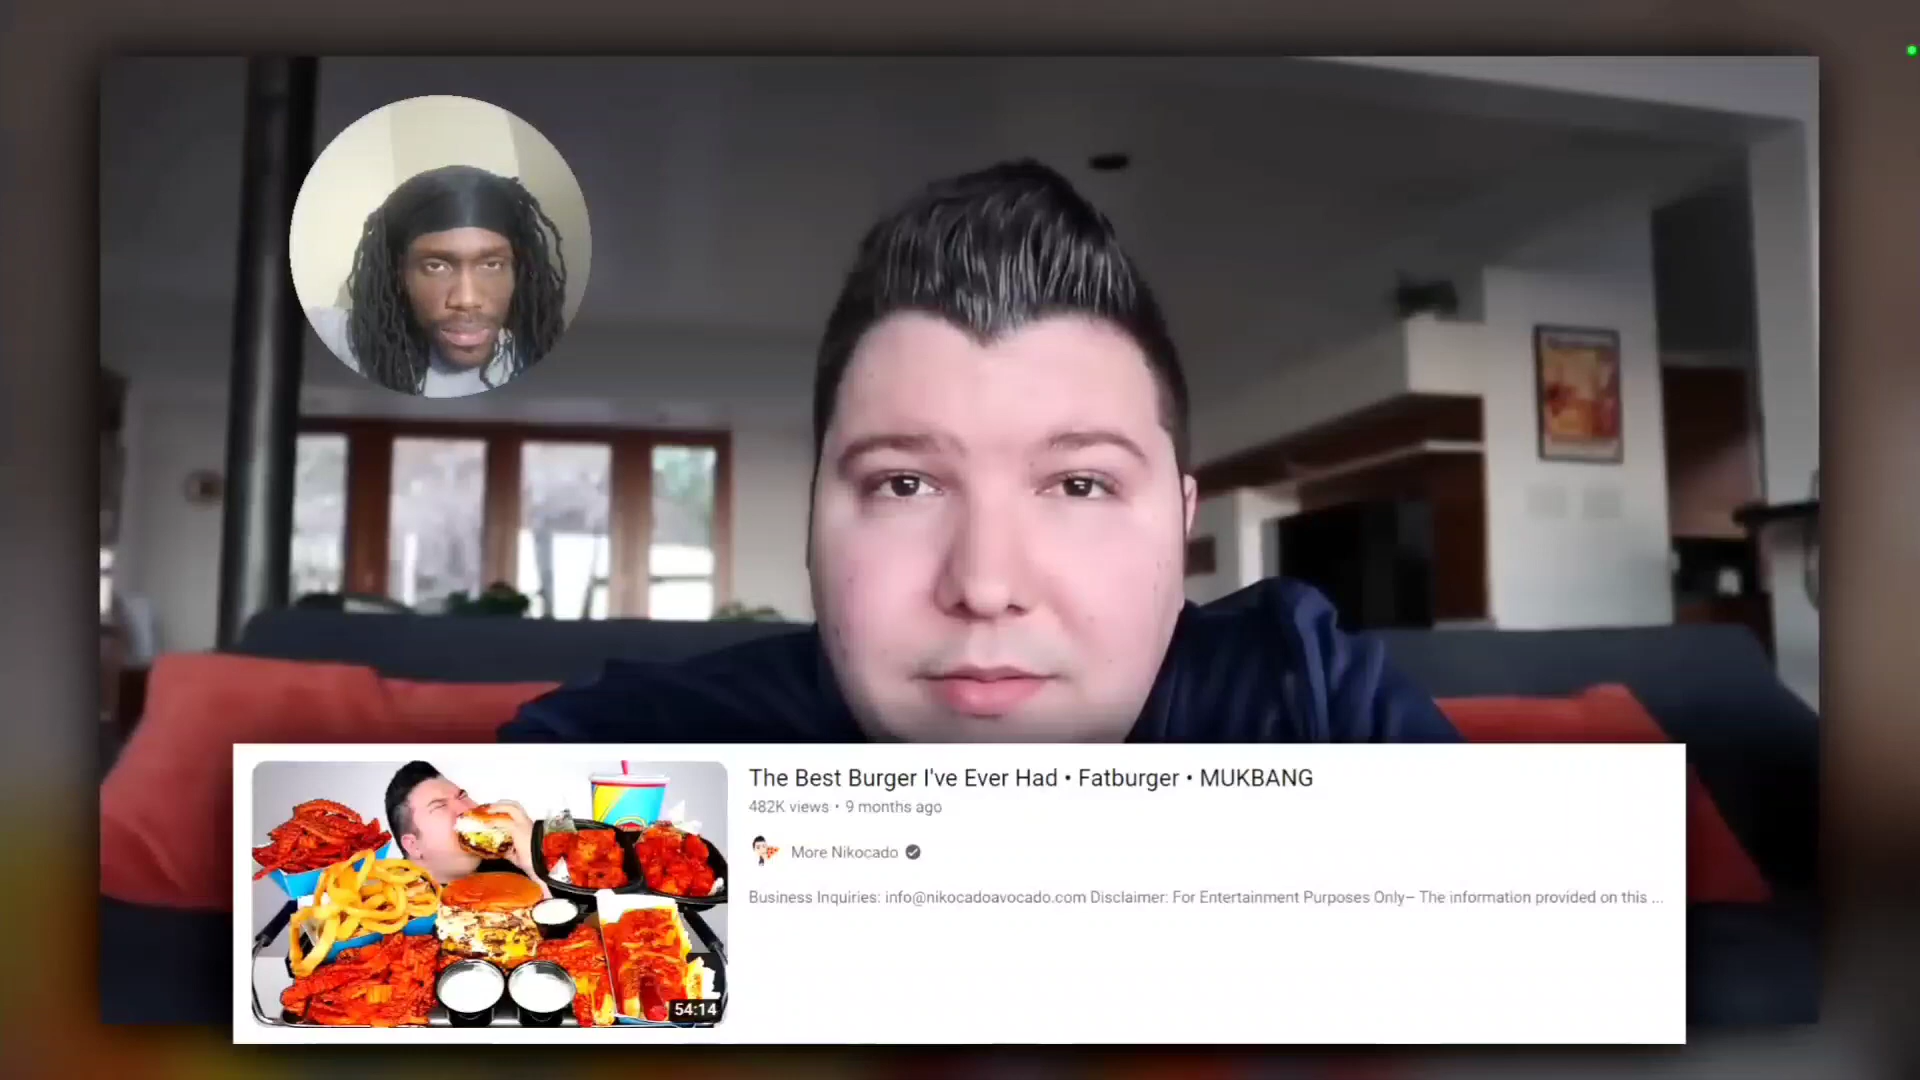 The Best Burger I've Ever Had • Fatburger • MUKBANG
482K views • 9 months ago
More Nikocado
Business Inquiries: info@nikocadoavocado.com Disclaimer: For Entertainment Purposes Only– The information provided on this ...
54:14